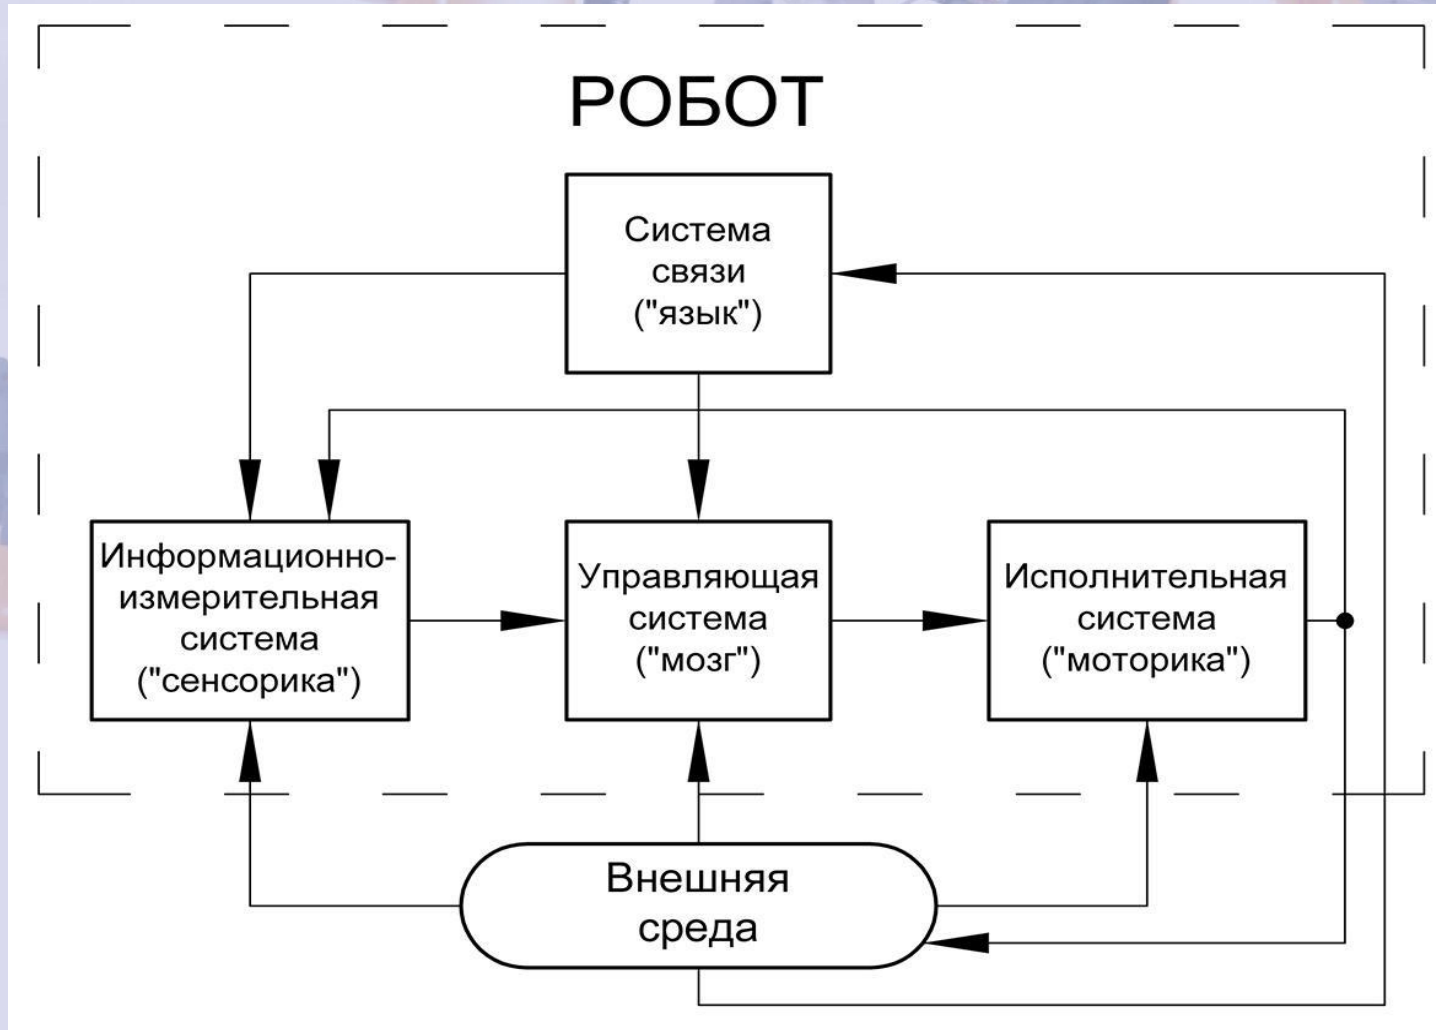 РОБОТ
Система
связи
("язык")
Информационно-
измерительная
система
("сенсорика")
Управляющая
система
("мозг")
Исполнительная
система
("моторика")
Внешняя
среда